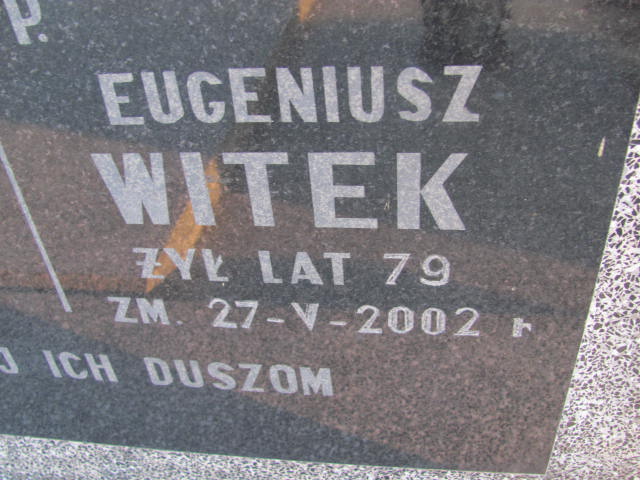 P.
EUGENIUSZ
WITEK
ŻYŁ LAT 79
ZM. 27-V-2002 r
J ICH DUSZOM